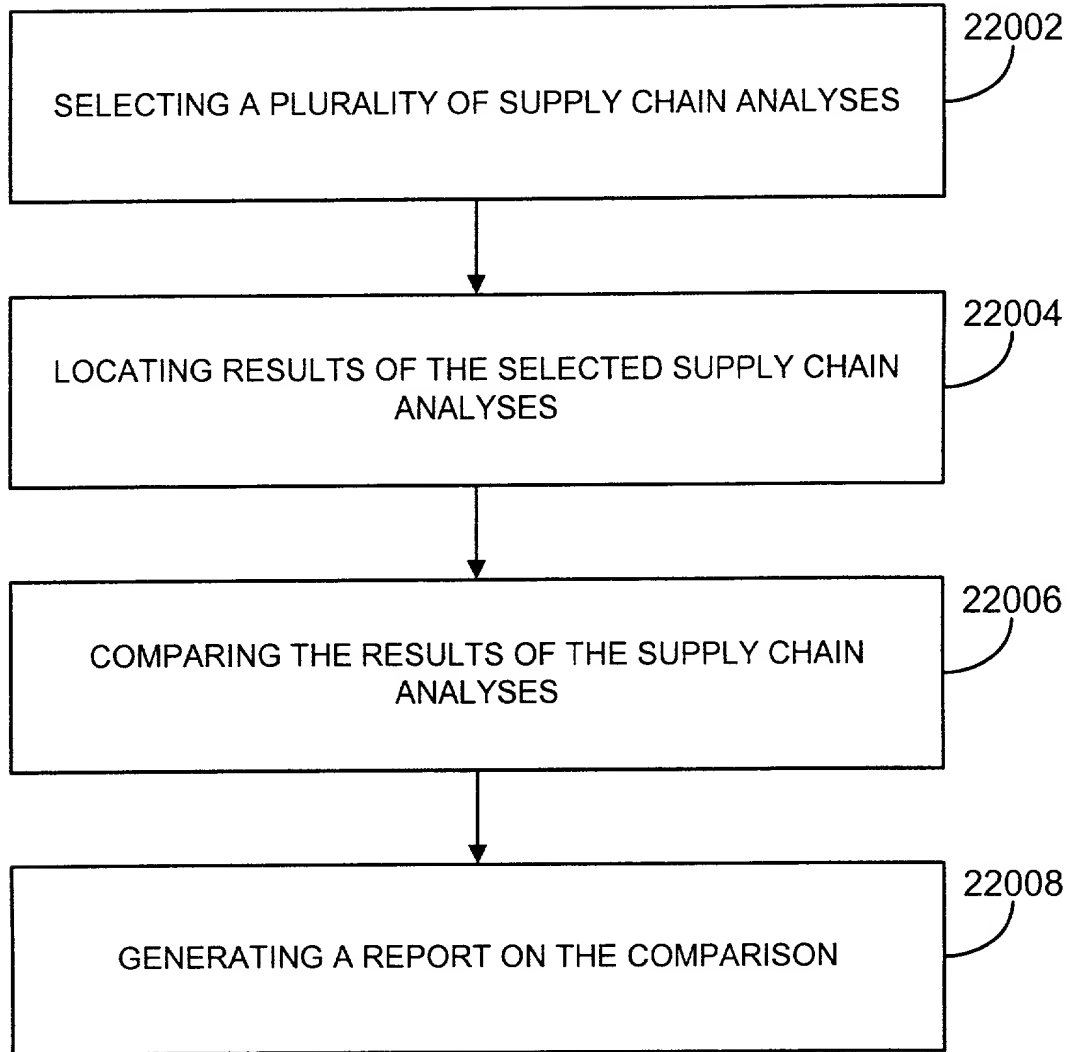 22002
SELECTING A PLURALITY OF SUPPLY CHAIN ANALYSES
22004
LOCATING RESULTS OF THE SELECTED SUPPLY CHAIN
ANALYSES
22006
COMPARING THE RESULTS OF THE SUPPLY CHAIN
ANALYSES
22008
GENERATING A REPORT ON THE COMPARISON